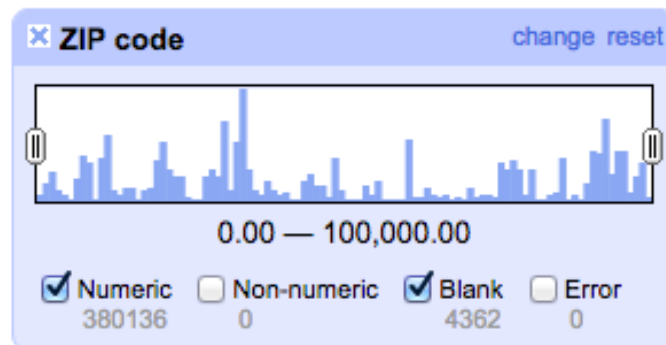 ZIP code change reset
0.00 — 100,000.00
Numeric Non-numeric Blank Error
380136 0 4362 0